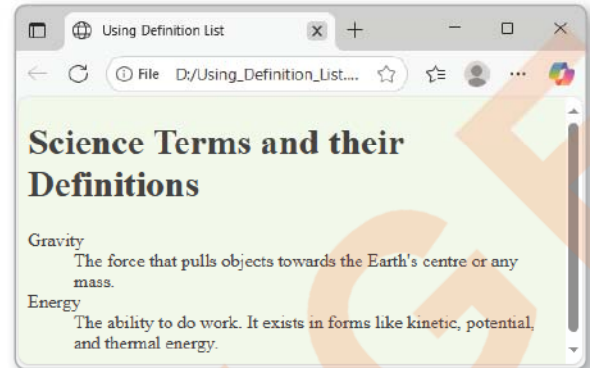 Using Definition List
File D:/Using_Definition_List....
Science Terms and their
Definitions
Gravity
The force that pulls objects towards the Earth's centre or any
mass.
Energy
The ability to do work. It exists in forms like kinetic, potential,
and thermal energy.